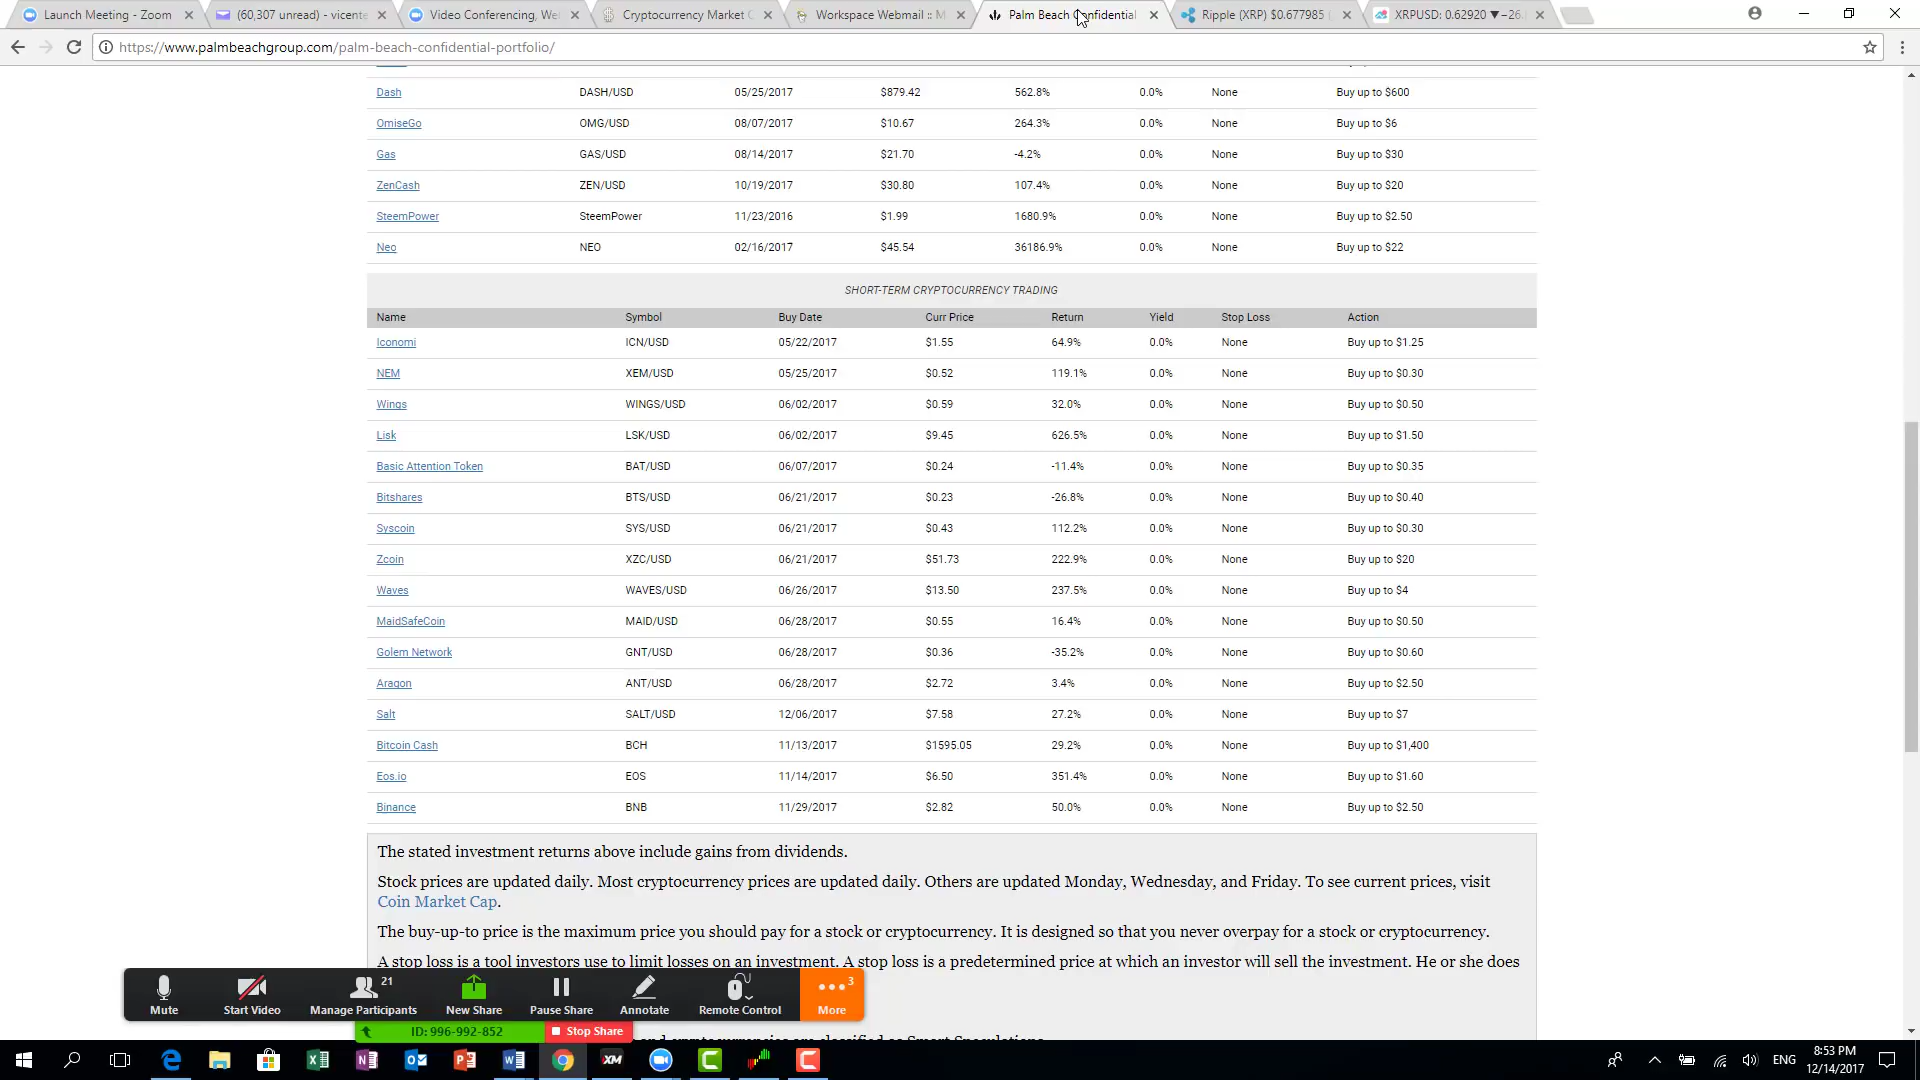 Launch Meeting - Zoom
(60,307 unread) - vicente
Video Conferencing, We
Cryptocurrency Market C
Workspace Webmail :: M
Palm Beach Confidential
Ripple (XRP) $0.677985
XRPUSD: 0.62920 ▼−26.
https://www.palmbeachgroup.com/palm-beach-confidential-portfolio/
Dash DASH/USD 05/25/2017 $879.42 562.8% 0.0% None Buy up to $600
OmiseGo OMG/USD 08/07/2017 $10.67 264.3% 0.0% None Buy up to $6
Gas GAS/USD 08/14/2017 $21.70 -4.2% 0.0% None Buy up to $30
ZenCash ZEN/USD 10/19/2017 $30.80 107.4% 0.0% None Buy up to $20
SteemPower SteemPower 11/23/2016 $1.99 1680.9% 0.0% None Buy up to $2.50
Neo NEO 02/16/2017 $45.54 36186.9% 0.0% None Buy up to $22
SHORT-TERM CRYPTOCURRENCY TRADING
Name Symbol Buy Date Curr Price Return Yield Stop Loss Action
Iconomi ICN/USD 05/22/2017 $1.55 64.9% 0.0% None Buy up to $1.25
NEM XEM/USD 05/25/2017 $0.52 119.1% 0.0% None Buy up to $0.30
Wings WINGS/USD 06/02/2017 $0.59 32.0% 0.0% None Buy up to $0.50
Lisk LSK/USD 06/02/2017 $9.45 626.5% 0.0% None Buy up to $1.50
Basic Attention Token BAT/USD 06/07/2017 $0.24 -11.4% 0.0% None Buy up to $0.35
Bitshares BTS/USD 06/21/2017 $0.23 -26.8% 0.0% None Buy up to $0.40
Syscoin SYS/USD 06/21/2017 $0.43 112.2% 0.0% None Buy up to $0.30
Zcoin XZC/USD 06/21/2017 $51.73 222.9% 0.0% None Buy up to $20
Waves WAVES/USD 06/26/2017 $13.50 237.5% 0.0% None Buy up to $4
MaidSafeCoin MAID/USD 06/28/2017 $0.55 16.4% 0.0% None Buy up to $0.50
Golem Network GNT/USD 06/28/2017 $0.36 -35.2% 0.0% None Buy up to $0.60
Aragon ANT/USD 06/28/2017 $2.72 3.4% 0.0% None Buy up to $2.50
Salt SALT/USD 12/06/2017 $7.58 27.2% 0.0% None Buy up to $7
Bitcoin Cash BCH 11/13/2017 $1595.05 29.2% 0.0% None Buy up to $1,400
Eos.io EOS 11/14/2017 $6.50 351.4% 0.0% None Buy up to $1.60
Binance BNB 11/29/2017 $2.82 50.0% 0.0% None Buy up to $2.50
The stated investment returns above include gains from dividends.
Stock prices are updated daily. Most cryptocurrency prices are updated daily. Others are updated Monday, Wednesday, and Friday. To see current prices, visit
Coin Market Cap.
The buy-up-to price is the maximum price you should pay for a stock or cryptocurrency. It is designed so that you never overpay for a stock or cryptocurrency.
A stop loss is a tool investors use to limit losses on an investment. A stop loss is a predetermined price at which an investor will sell the investment. He or she does
21
3
Mute Start Video Manage Participants New Share Pause Share Annotate Remote Control More
ID: 996-992-852 Stop Share
ENG
8:53 PM
12/14/2017